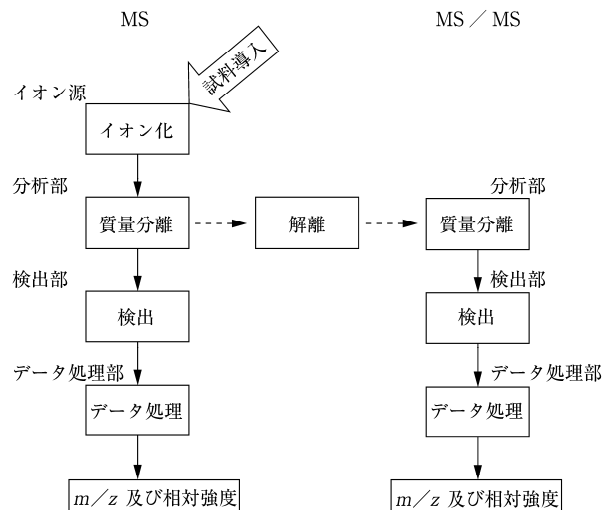 MS
MS／MS
試料導入
イオン源
イオン化
分析部
分析部
質量分離
解離
質量分離
検出部
検出部
検出
検出
データ処理部
データ処理部
データ処理
データ処理
m／z 及び相対強度
m／z 及び相対強度